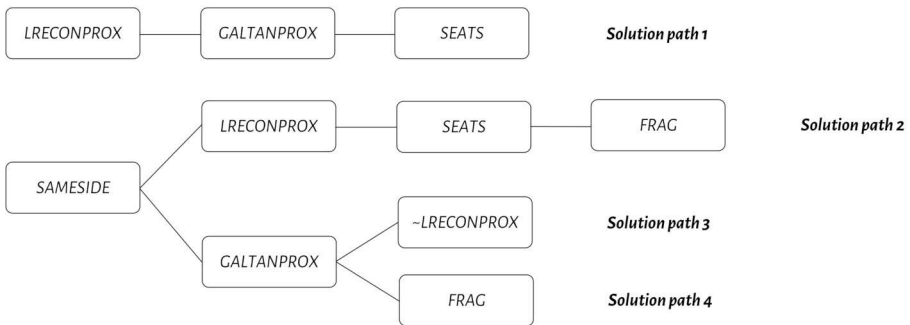 LRECONPROX GALTANPROX SEATS Solution path 1
LRECONPROX SEATS FRAG Solution path 2
SAMESIDE
~LRECONPROX Solution path 3
GALTANPROX
FRAG Solution path 4